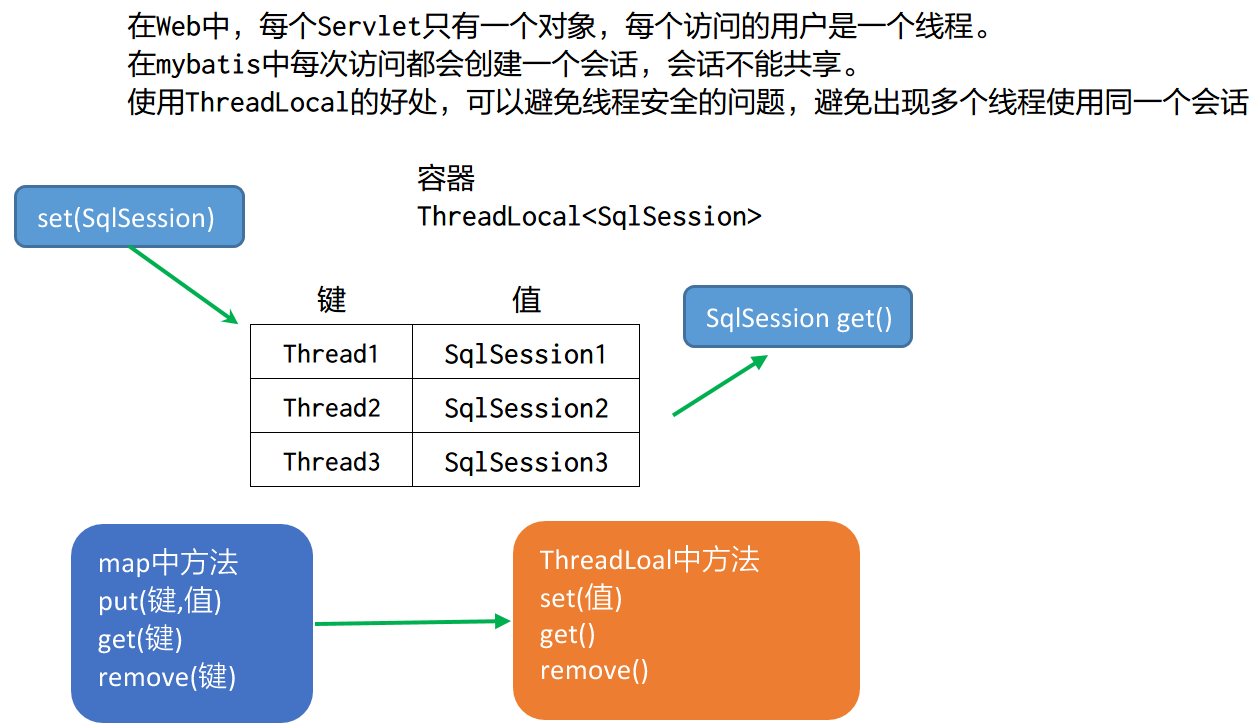 在Web中，每个Servlet只有一个对象，每个访问的用户是一个线程。
在mybatis中每次访问都会创建一个会话，会话不能共享。
使用ThreadLocal的好处，可以避免线程安全的问题，避免出现多个线程使用同一个会话
容器
ThreadLocal<SqlSession>
set(SqlSession)
键 值
Thread1 SqlSession1
Thread2 SqlSession2
Thread3 SqlSession3
SqlSession get()
map中方法
put(键,值)
get(键)
remove(键)
ThreadLoal中方法
set(值)
get()
remove()